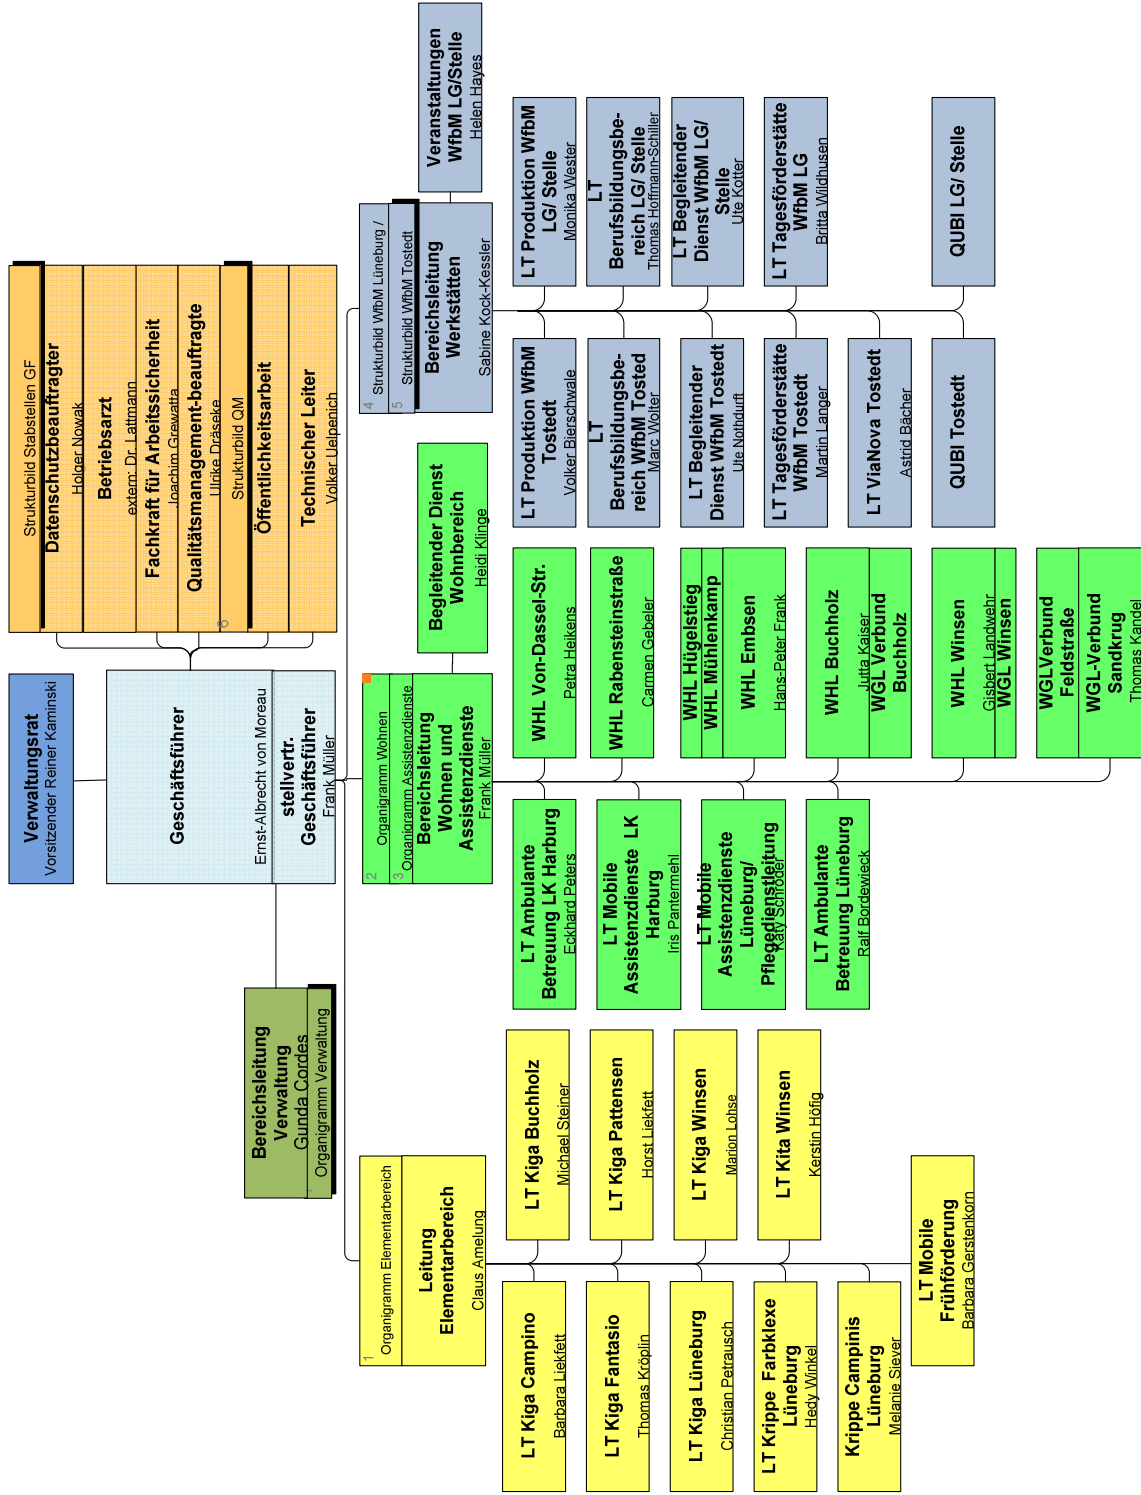 Verwaltungsrat
Vorsitzender Reiner Kaminski
Geschäftsführer
Ernst-Albrecht von Moreau
stellvertr.
Geschäftsführer
Frank Müller
Strukturbild Stabstellen GF
Datenschutzbeauftragter
Holger Nowak
Betriebsarzt
extern: Dr. Lattmann
Fachkraft für Arbeitssicherheit
Joachim Grewatta
Qualitätsmanagement-beauftragte
Ulrike Dräseke
6
Strukturbild QM
Öffentlichkeitsarbeit
Technischer Leiter
Volker Uelpenich
Bereichsleitung
Verwaltung
Gunda Cordes
Organigramm Verwaltung
1
Organigramm Elementarbereich
Leitung
Elementarbereich
Claus Amelung
LT Kiga Campino
Barbara Liekfett
LT Kiga Buchholz
Michael Steiner
LT Kiga Fantasio
Thomas Kröplin
LT Kiga Pattensen
Horst Liekfett
LT Kiga Lüneburg
Christian Petrausch
LT Kiga Winsen
Marion Lohse
LT Krippe Farbklexe
Lüneburg
Hedy Winkel
LT Kita Winsen
Kerstin Höfig
Krippe Campinis
Lüneburg
Melanie Siever
LT Mobile
Frühförderung
Barbara Gerstenkorn
2
Organigramm Wohnen
3
Organigramm Assistenzdienste
Bereichsleitung
Wohnen und
Assistenzdienste
Frank Müller
Begleitender Dienst
Wohnbereich
Heidi Klinge
LT Ambulante
Betreuung LK Harburg
Eckhard Peters
WHL Von-Dassel-Str.
Petra Heikens
LT Mobile
Assistenzdienste LK
Harburg
Iris Pantermehl
WHL Rabensteinstraße
Carmen Gebeler
LT Mobile
Assistenzdienste
Lüneburg/
Pflegedienstleitung
Katy Schröder
WHL Hügelstieg
WHL Mühlenkamp
WHL Embsen
Hans-Peter Frank
LT Ambulante
Betreuung Lüneburg
Ralf Bordewieck
WHL Buchholz
Jutta Kaiser
WGL Verbund
Buchholz
WHL Winsen
Gisbert Landwehr
WGL Winsen
WGLVerbund
Feldstraße
WGL-Verbund
Sandkrug
Thomas Kandel
4
Strukturbild WfbM Lüneburg /
5
Strukturbild WfbM Tostedt
Bereichsleitung
Werkstätten
Sabine Kock-Kessler
Veranstaltungen
WfbM LG/Stelle
Helen Hayes
LT Produktion WfbM
Tostedt
Volker Bierschwale
LT Produktion WfbM
LG/ Stelle
Monika Wester
LT
Berufsbildungsbe-
reich WfbM Tosted
Marc Wolter
LT
Berufsbildungsbe-
reich LG/ Stelle
Thomas Hoffmann-Schiller
LT Begleitender
Dienst WfbM Tostedt
Ute Nothdurft
LT Begleitender
Dienst WfbM LG/
Stelle
Ute Kotter
LT Tagesförderstätte
WfbM Tostedt
Martin Langer
LT Tagesförderstätte
WfbM LG
Britta Wildhusen
LT ViaNova Tostedt
Astrid Bächer
QUBI Tostedt
QUBI LG/ Stelle